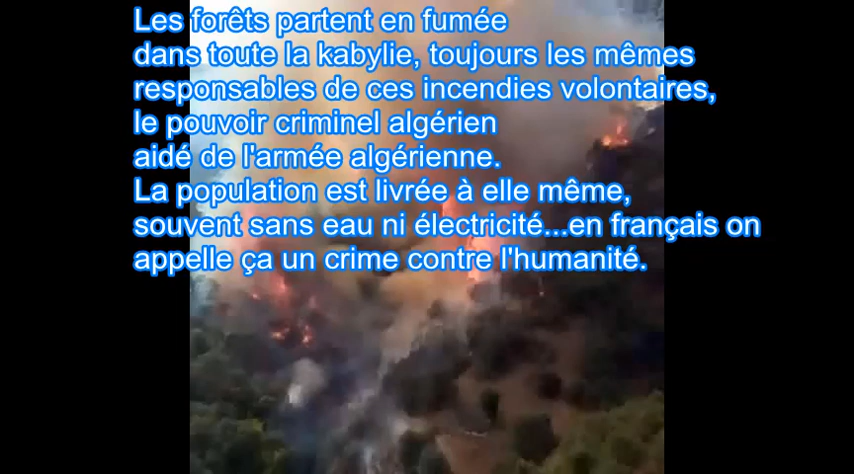 Les forêts partent en fumée
dans toute la kabylie, toujours les mêmes
responsables de ces incendies volontaires,
le pouvoir criminel algérien
aidé de l'armée algérienne.
La population est livrée à elle même,
souvent sans eau ni électricité...en français on
appelle ça un crime contre l'humanité.